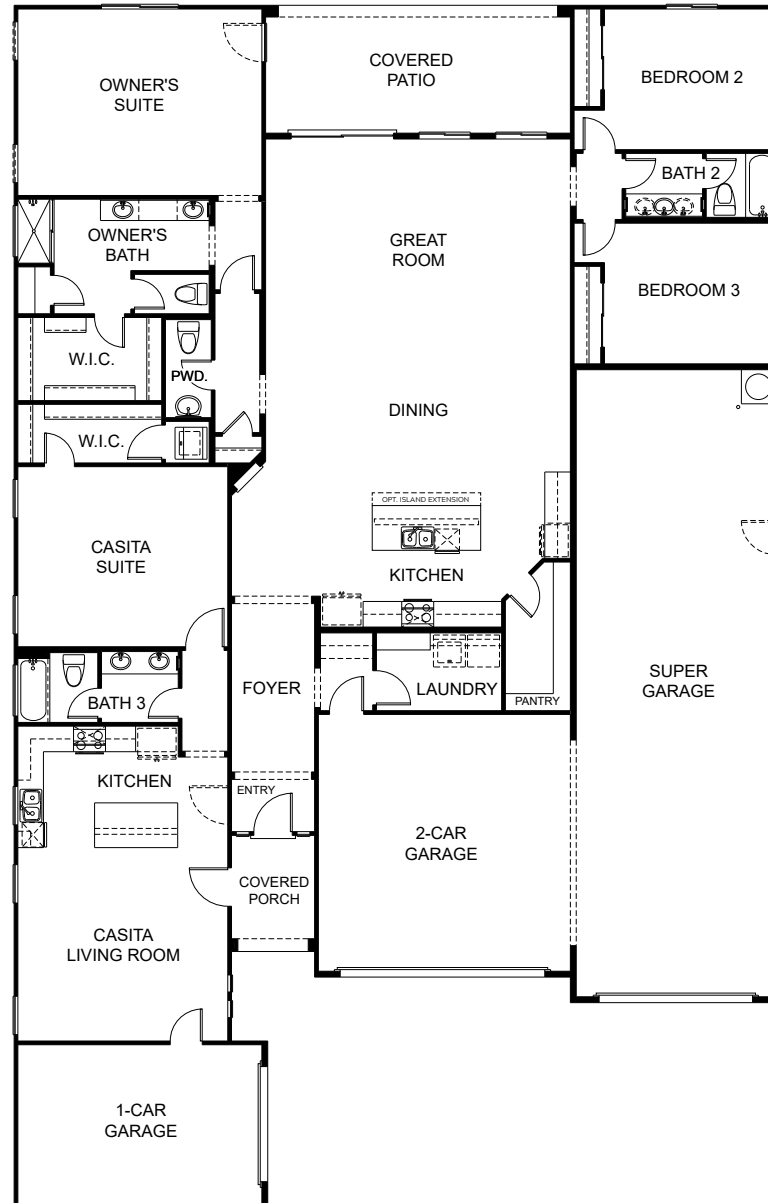 OWNER'S
SUITE
COVERED
PATIO
BEDROOM 2
BATH 2
OWNER'S
BATH
GREAT
ROOM
BEDROOM 3
W.I.C.
PWD.
DINING
W.I.C.
OPT. ISLAND EXTENSION
CASITA
SUITE
KITCHEN
FOYER
LAUNDRY
PANTRY
SUPER
GARAGE
BATH 3
KITCHEN
ENTRY
2-CAR
GARAGE
COVERED
PORCH
CASITA
LIVING ROOM
1-CAR
GARAGE